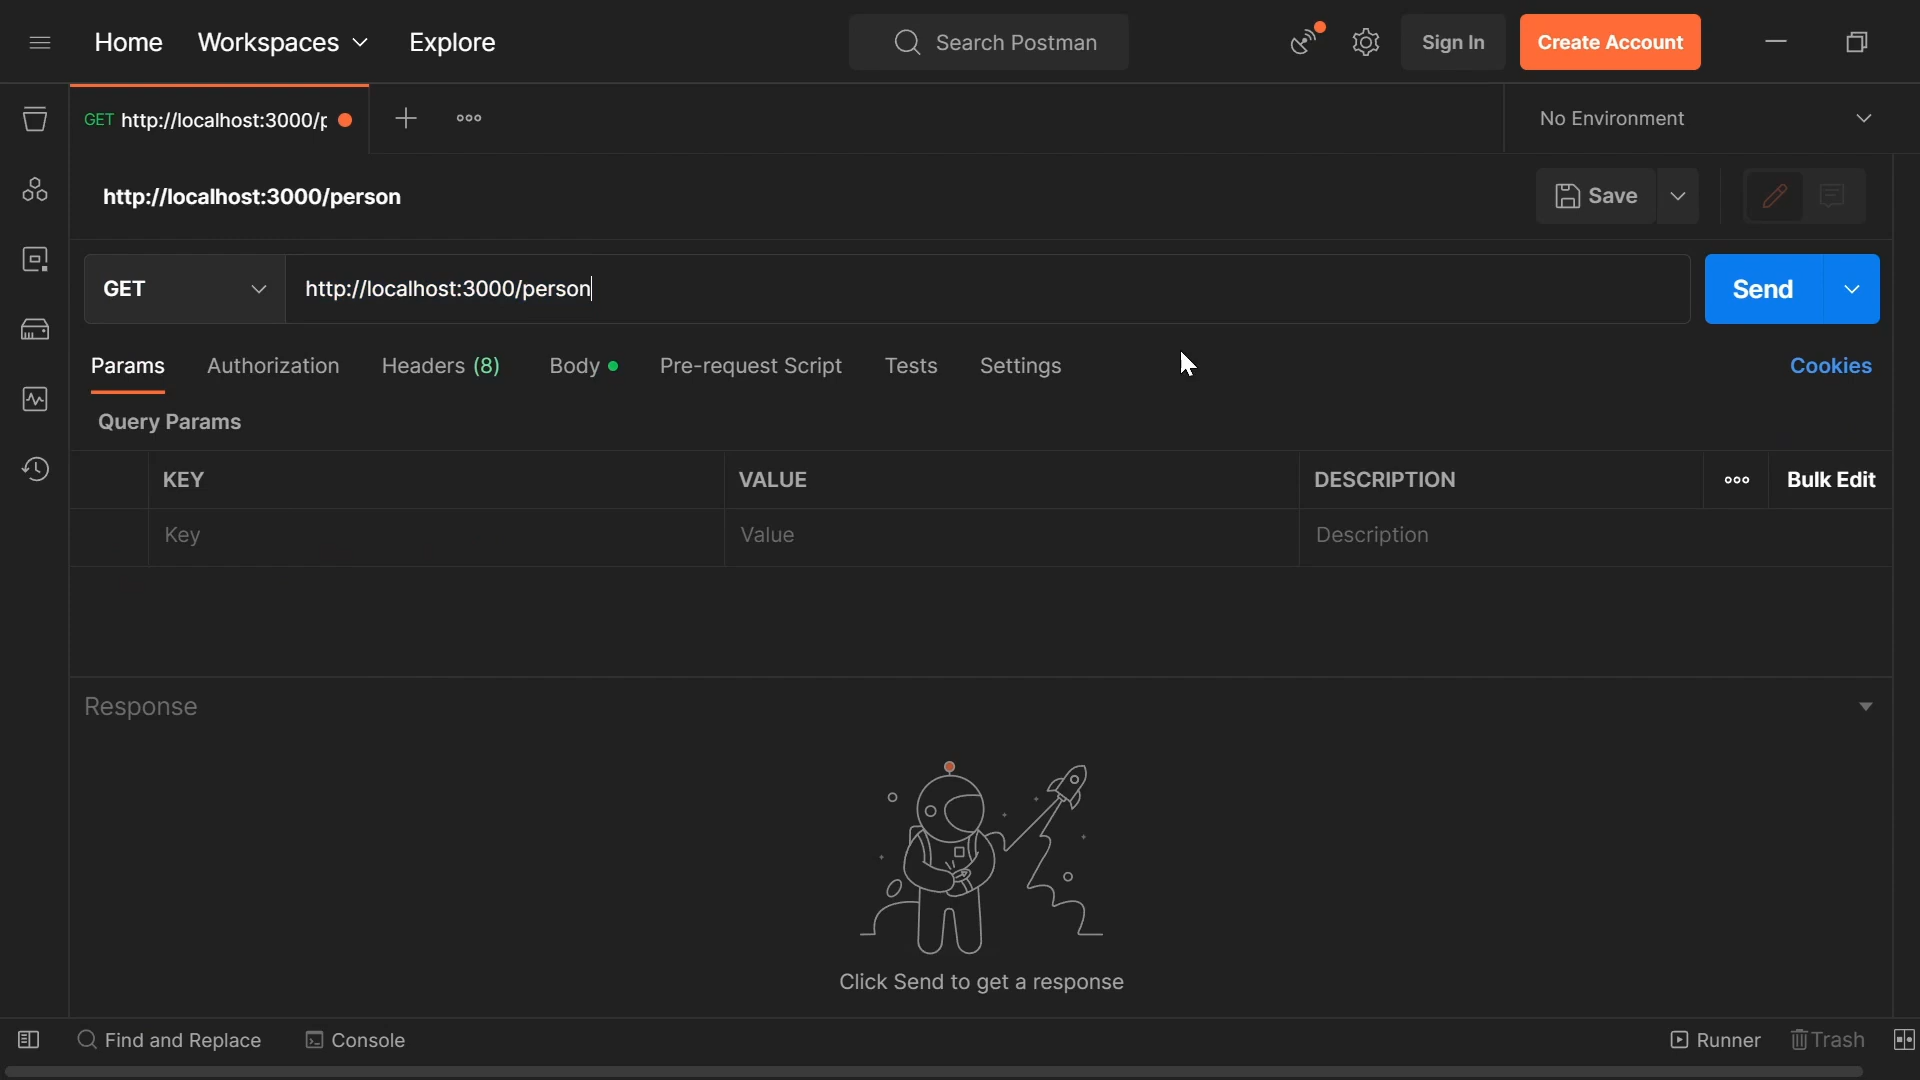 Home Workspaces Explore Search Postman Sign In Create Account
GET http://localhost:3000/p No Environment
http://localhost:3000/person Save
GET http://localhost:3000/person Send
Params Authorization Headers (8) Body Pre-request Script Tests Settings Cookies
Query Params
KEY VALUE DESCRIPTION Bulk Edit
Key Value Description
Response
Click Send to get a response
Find and Replace Console Runner Trash